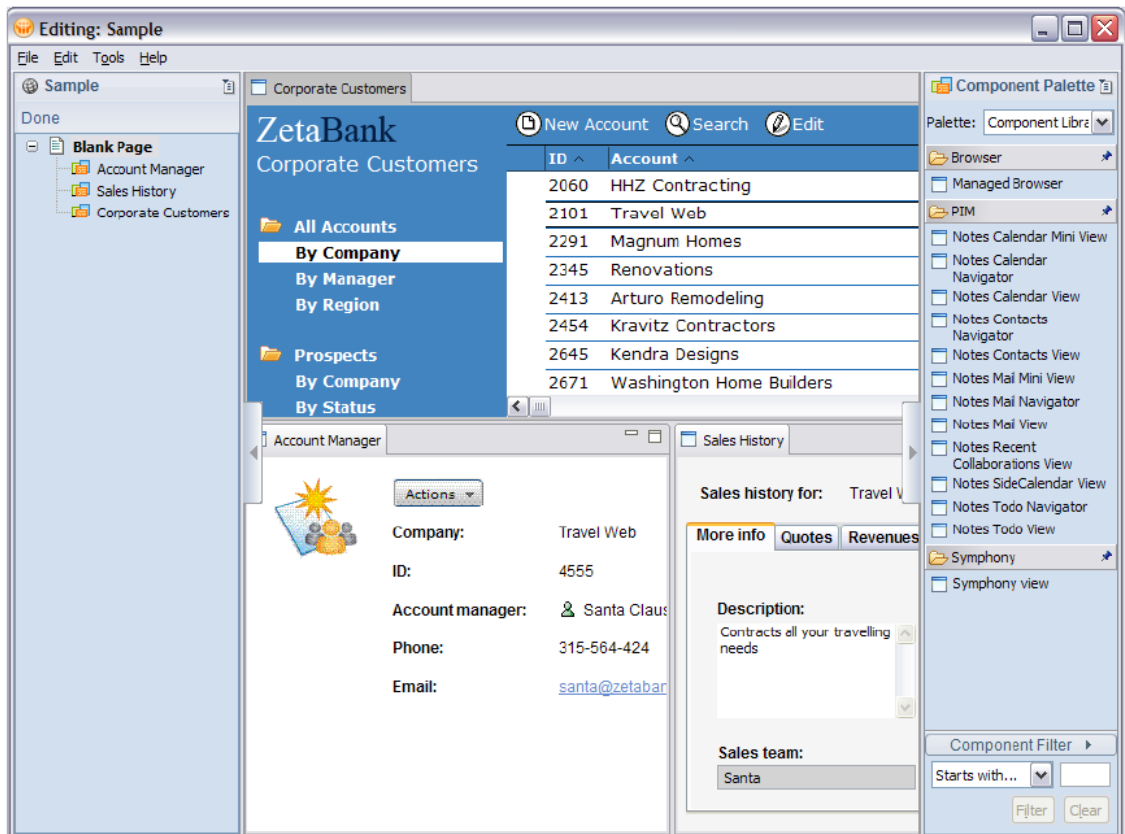 Editing: Sample
File Edit Tools Help
Sample
Done
Blank Page
Account Manager
Sales History
Corporate Customers
Corporate Customers
ZetaBank
Corporate Customers
All Accounts
By Company
By Manager
By Region
Prospects
By Company
By Status
New Account Search Edit
ID Account
2060 HHZ Contracting
2101 Travel Web
2291 Magnum Homes
2345 Renovations
2413 Arturo Remodeling
2454 Kravitz Contractors
2645 Kendra Designs
2671 Washington Home Builders
Account Manager
Actions
Company: Travel Web
ID: 4555
Account manager: Santa Claus
Phone: 315-564-424
Email: santa@zetaban
Sales History
Sales history for: Travel W
More info Quotes Revenues
Description:
Contracts all your travelling
needs
Sales team:
Santa
Component Palette
Palette: Component Libra
Browser
Managed Browser
PIM
Notes Calendar Mini View
Notes Calendar
Navigator
Notes Calendar View
Notes Contacts
Navigator
Notes Contacts View
Notes Mail Mini View
Notes Mail Navigator
Notes Mail View
Notes Recent
Collaborations View
Notes SideCalendar View
Notes Todo Navigator
Notes Todo View
Symphony
Symphony view
Component Filter
Starts with...
Filter Clear